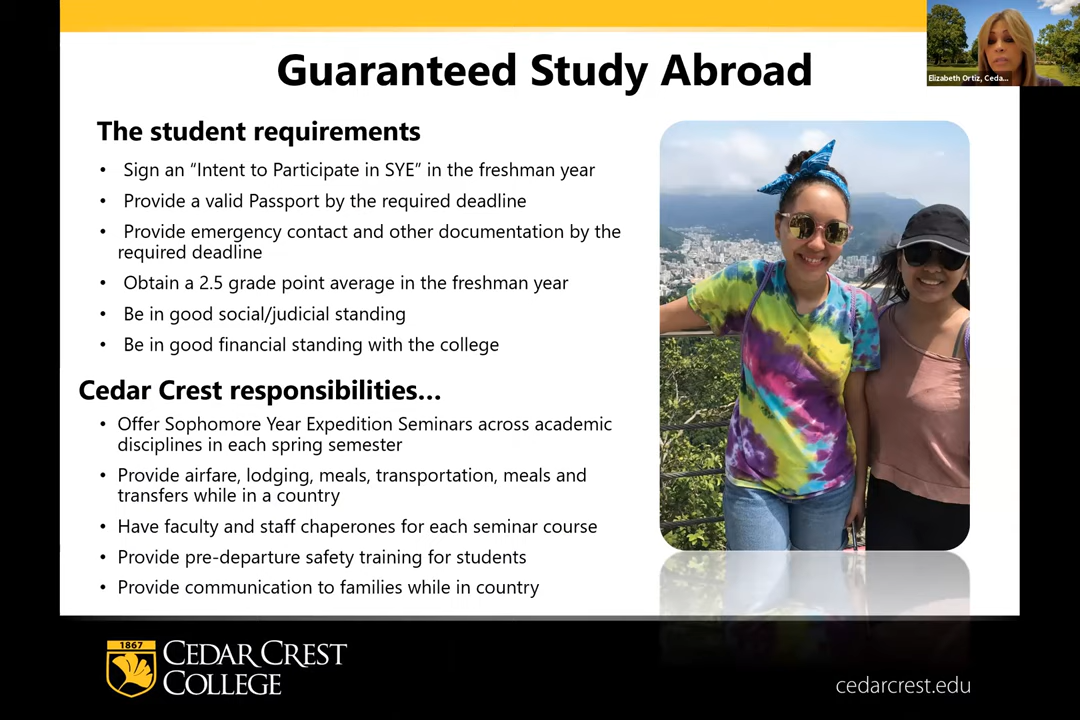 Guaranteed Study Abroad
Elizabeth Ortiz, Ceda...
The student requirements
• Sign an “Intent to Participate in SYE” in the freshman year
• Provide a valid Passport by the required deadline
• Provide emergency contact and other documentation by the
required deadline
• Obtain a 2.5 grade point average in the freshman year
• Be in good social/judicial standing
• Be in good financial standing with the college
Cedar Crest responsibilities…
• Offer Sophomore Year Expedition Seminars across academic
disciplines in each spring semester
• Provide airfare, lodging, meals, transportation, meals and
transfers while in a country
• Have faculty and staff chaperones for each seminar course
• Provide pre-departure safety training for students
• Provide communication to families while in country
1867
CEDAR CREST
COLLEGE
cedarcrest.edu